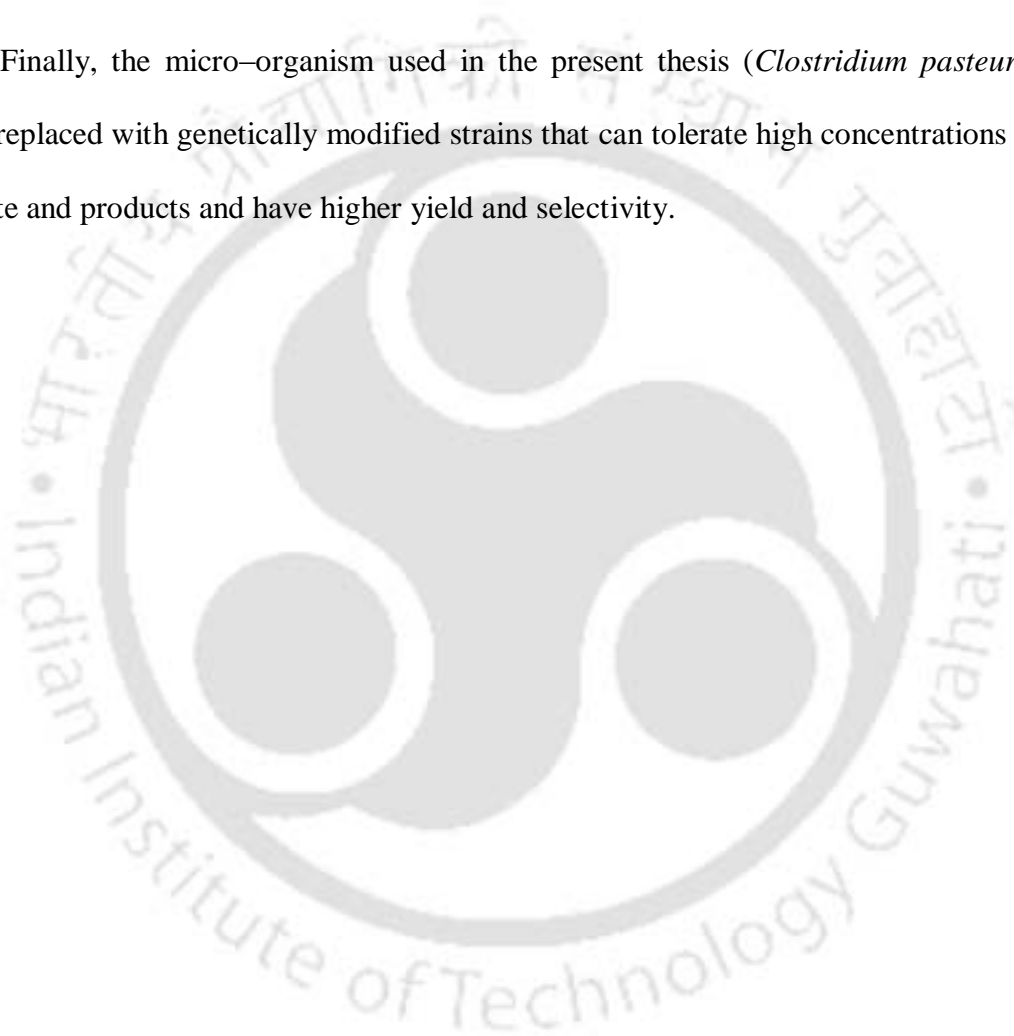 Finally, the micro–organism used in the present thesis (Clostridium pasteur
replaced with genetically modified strains that can tolerate high concentrations
te and products and have higher yield and selectivity.
भारतीय प्रौद्योगिकी संस्थान गुवाहाटी
Indian Institute of Technology Guwahati